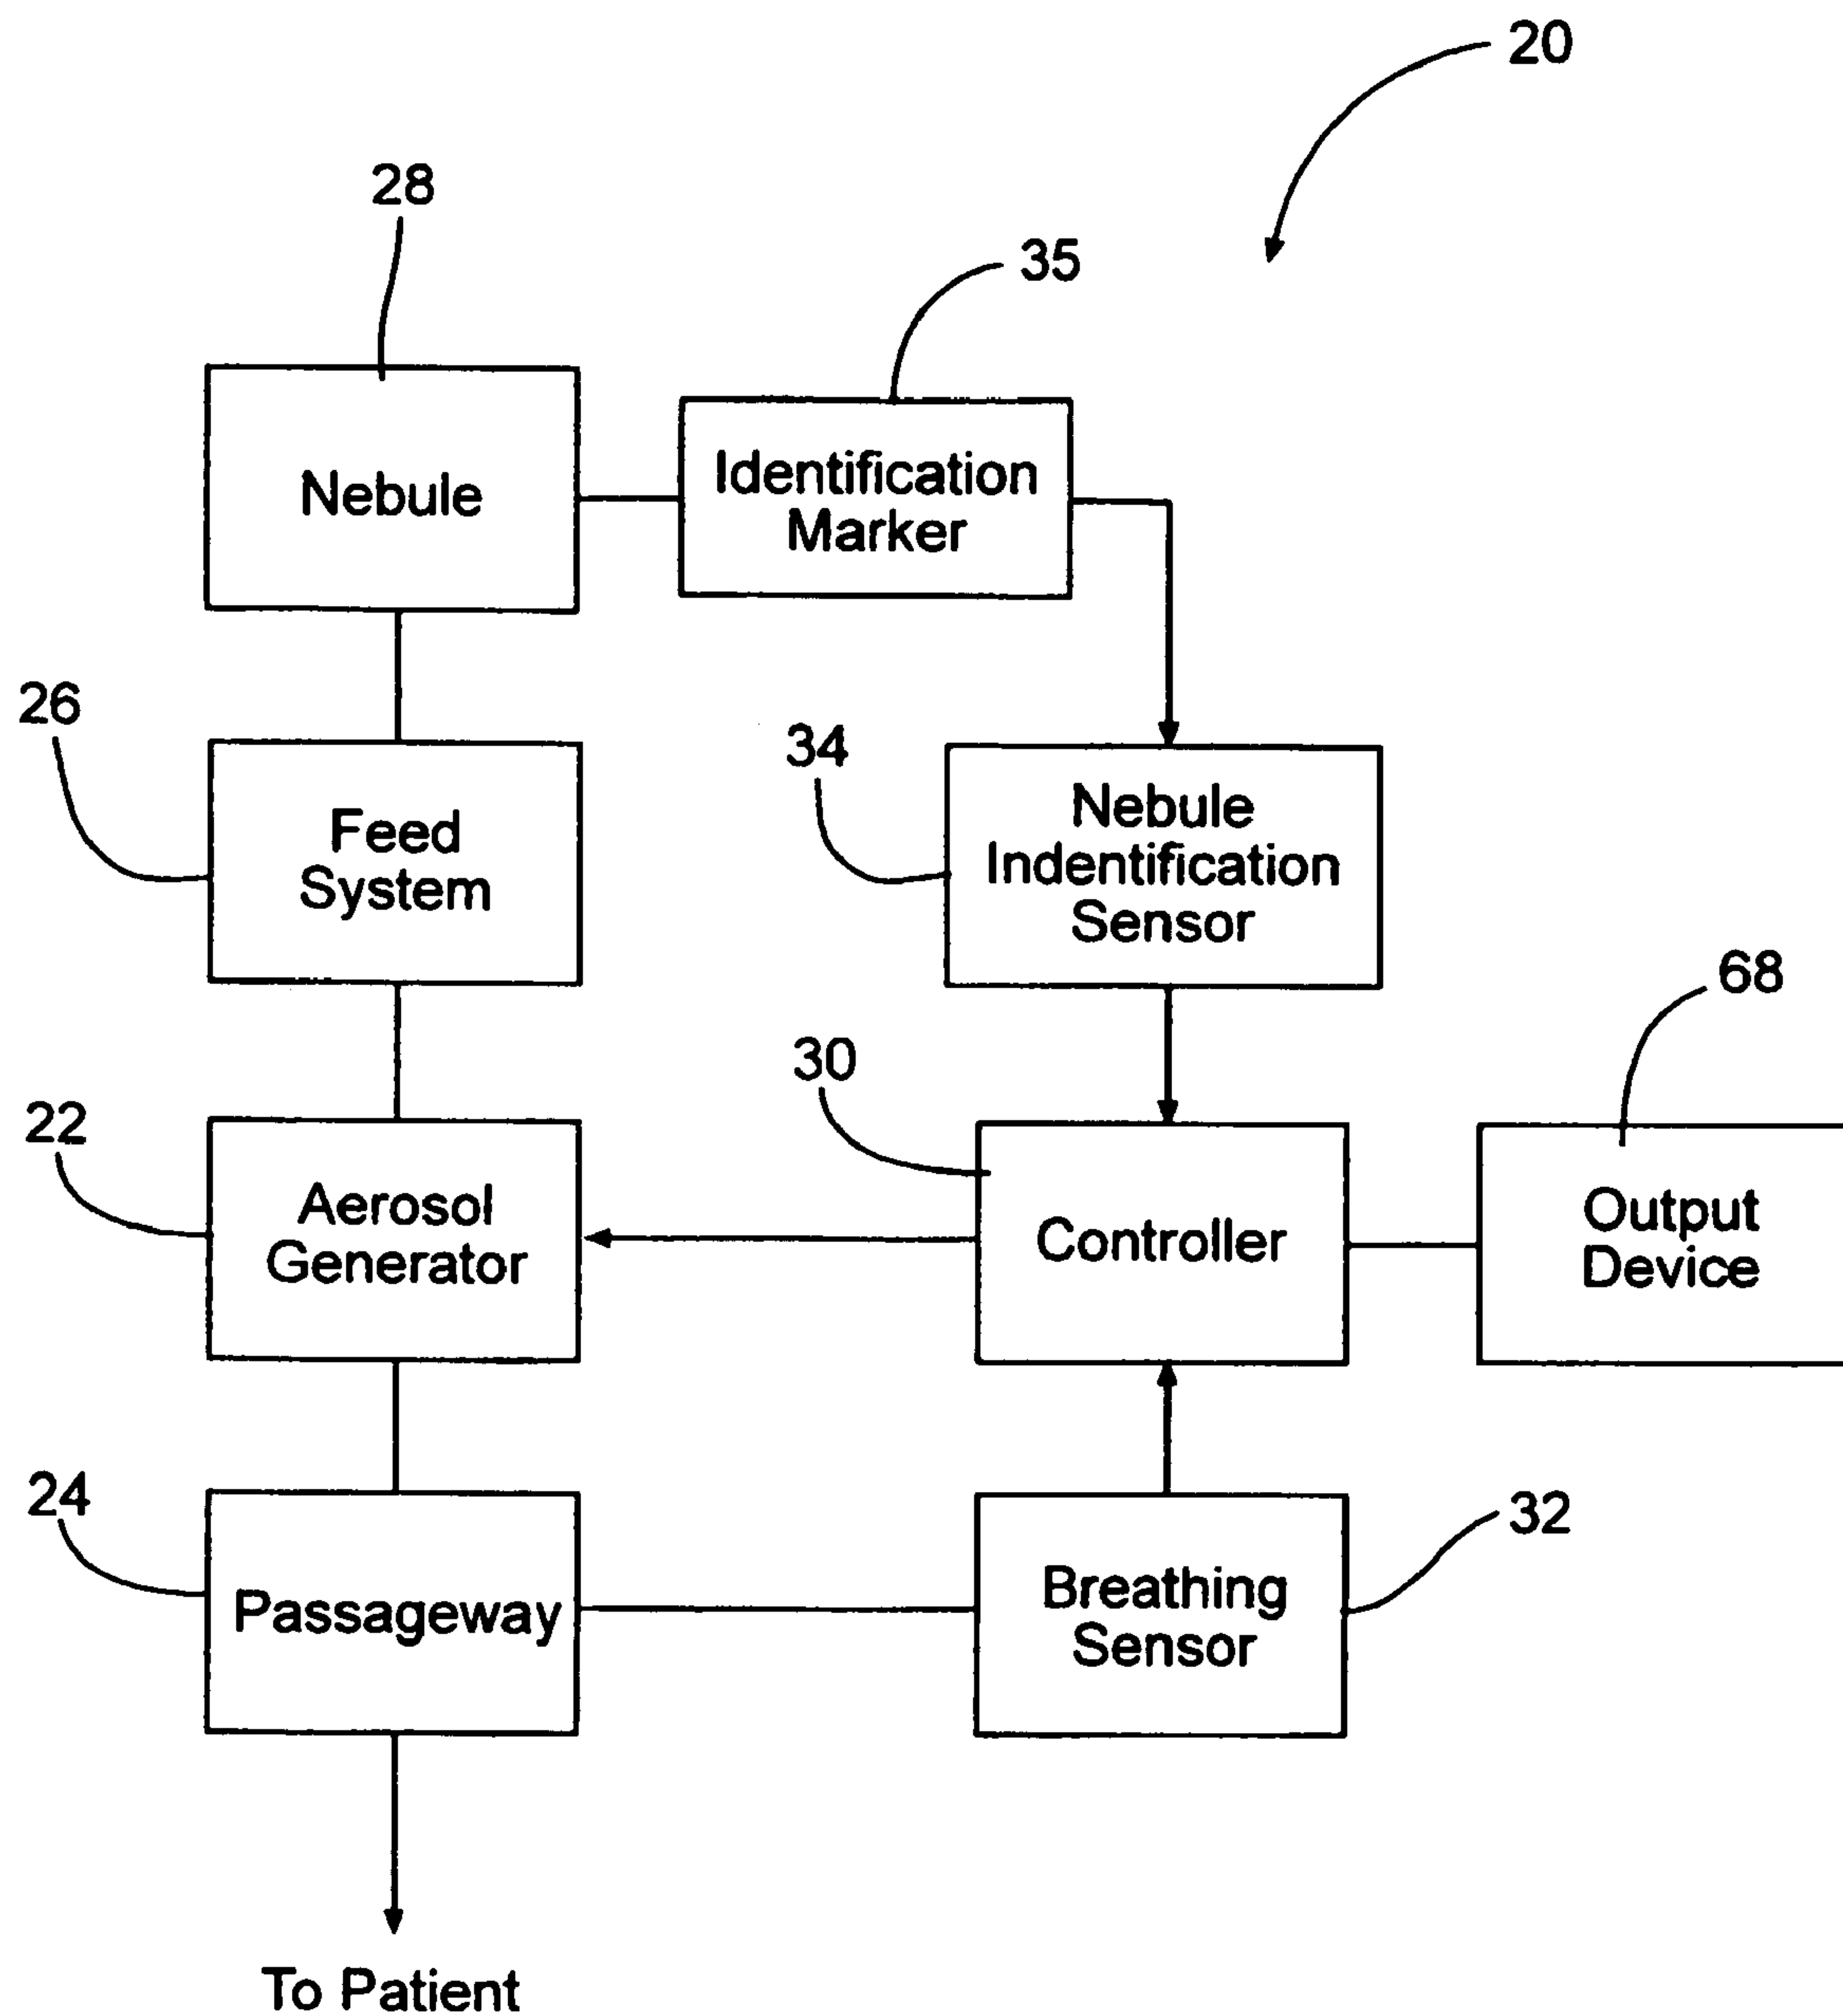 20
28
35
Nebule
Identification
Marker
26
34
Feed
System
Nebule
Indentification
Sensor
68
30
22
Aerosol
Generator
Controller
Output
Device
24
32
Passageway
Breathing
Sensor
To Patient